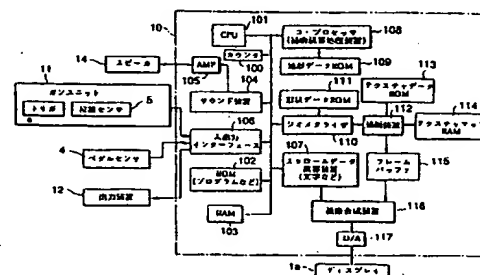 10
CPU
101
カウンタ
100
14
スピーカ
AMP
105
サウンド装置
104
11
ガンユニット
トリガ
位置センサ
5
6
4
ペダルセンサ
入出力
インターフェース
106
12
出力装置
102
ROM
(プログラムなど)
RAM
103
コ・プロセッサ
(補助演算処理装置)
108
地形データROM
109
111
形状データROM
ジオメタライザ
110
107
スクロールデータ
演算装置
(文字など)
113
テクスチャデータ
ROM
112
描画装置
114
テクスチャマップ
RAM
フレーム
バッファ
115
画像合成装置
116
D/A
117
ディスプレイ
1a